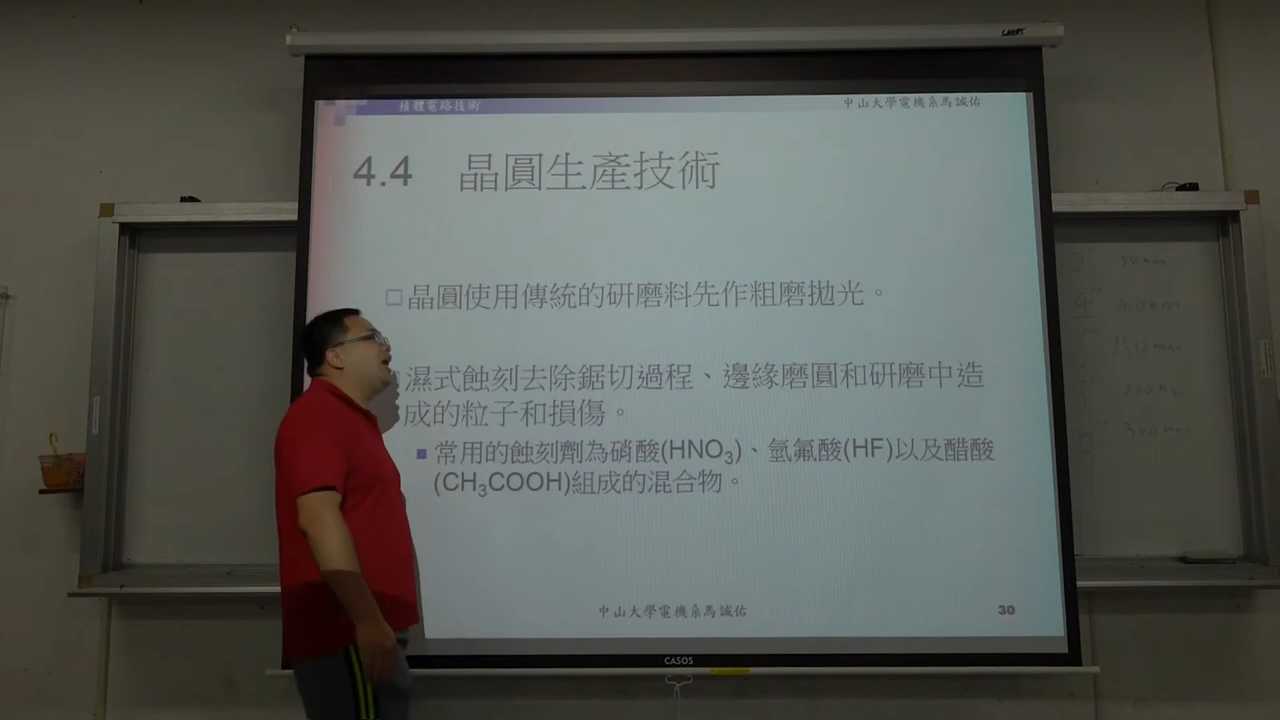 積體電路技術
中山大學電機系馬誠佑
4.4 晶圓生產技術
晶圓使用傳統的研磨料先作粗磨拋光。
濕式蝕刻去除鋸切過程、邊緣磨圓和研磨中造
成的粒子和損傷。
常用的蝕刻劑為硝酸(HNO₃)、氫氟酸(HF)以及醋酸
(CH₃COOH)組成的混合物。
中山大學電機系馬誠佑
30
CASOS
200mm
300mm